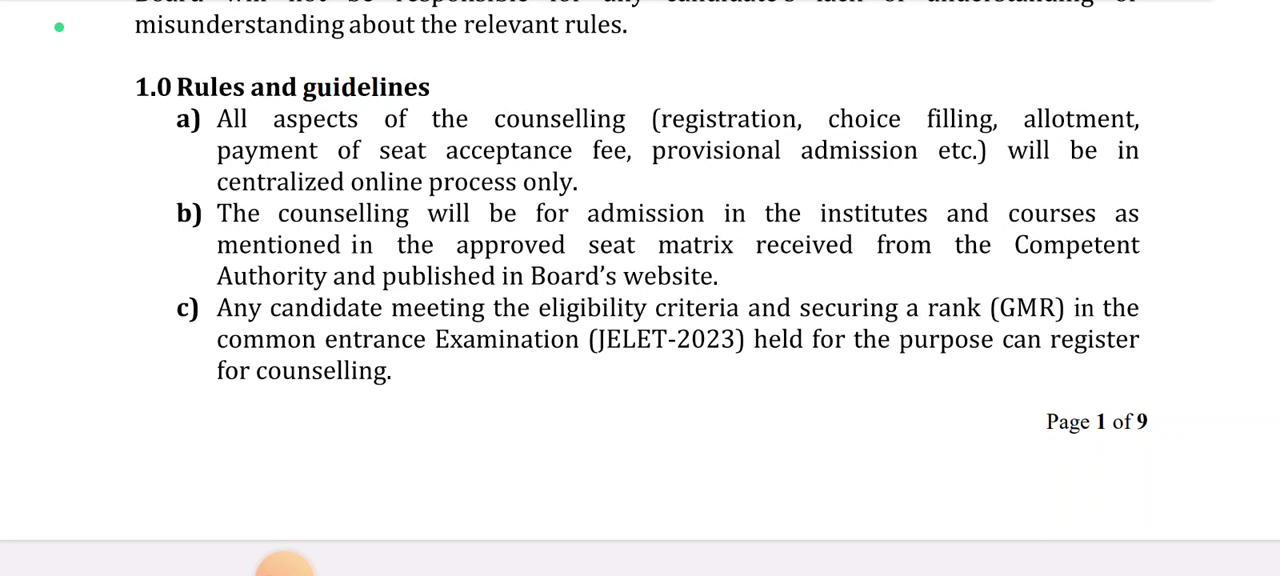 misunderstanding about the relevant rules.
1.0 Rules and guidelines
a) All aspects of the counselling (registration, choice filling, allotment,
payment of seat acceptance fee, provisional admission etc.) will be in
centralized online process only.
b) The counselling will be for admission in the institutes and courses as
mentioned in the approved seat matrix received from the Competent
Authority and published in Board’s website.
c) Any candidate meeting the eligibility criteria and securing a rank (GMR) in the
common entrance Examination (JELET-2023) held for the purpose can register
for counselling.
Page 1 of 9